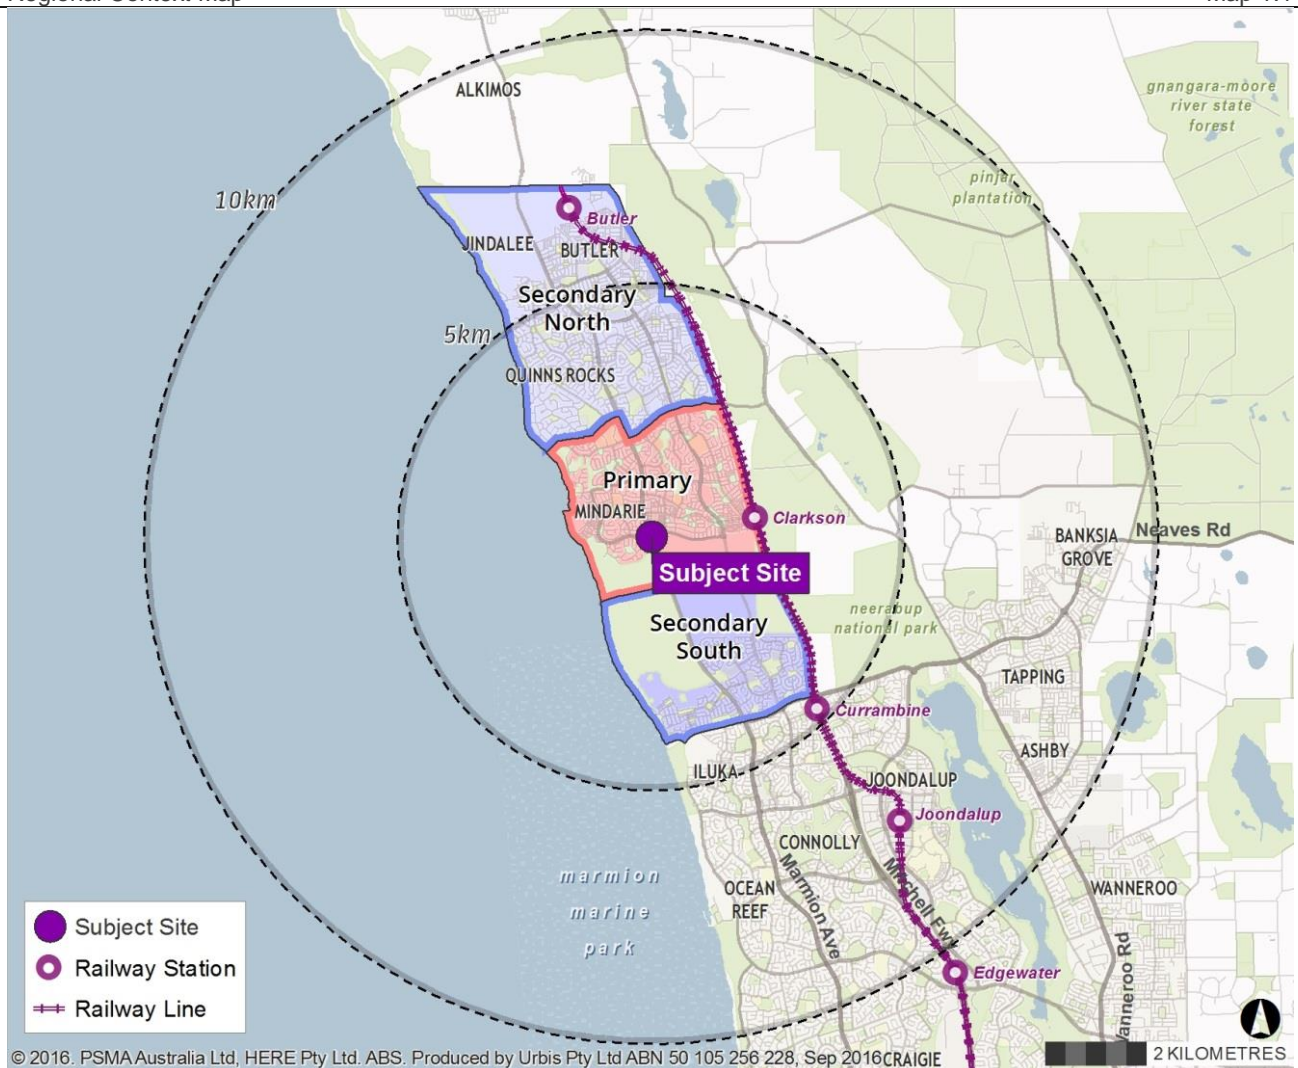 Regional Context Map
ALKIMOS
gnangara-moore
river state
forest
pinjar
plantation
10km
Butler
JINDALEE
BUTLER
Secondary
North
5km
QUINNS ROCKS
Primary
MINDARIE
Clarkson
BANKSIA
GROVE
Neaves Rd
Subject Site
Secondary
South
neerabup
national park
TAPPING
Currambine
ASHBY
ILUKA
JOONDALUP
Joondalup
CONNOLLY
marmion
marine
park
OCEAN
REEF
Marmion Ave
Mitchell Fwy
WANNEROO
Wanneroo Rd
Edgewater
Subject Site
Railway Station
Railway Line
© 2016. PSMA Australia Ltd, HERE Pty Ltd. ABS. Produced by Urbis Pty Ltd ABN 50 105 256 228, Sep 2016
CRAIGIE
2 KILOMETRES